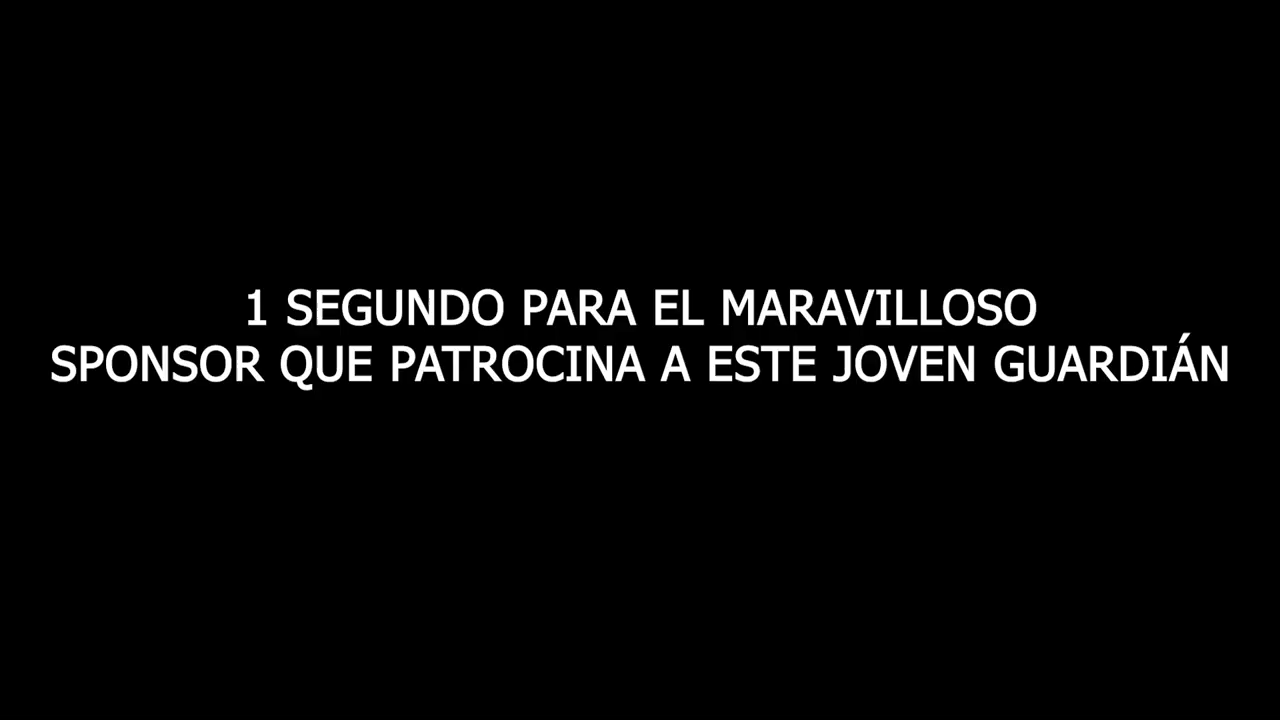 1 SEGUNDO PARA EL MARAVILLOSO
SPONSOR QUE PATROCINA A ESTE JOVEN GUARDIÁN